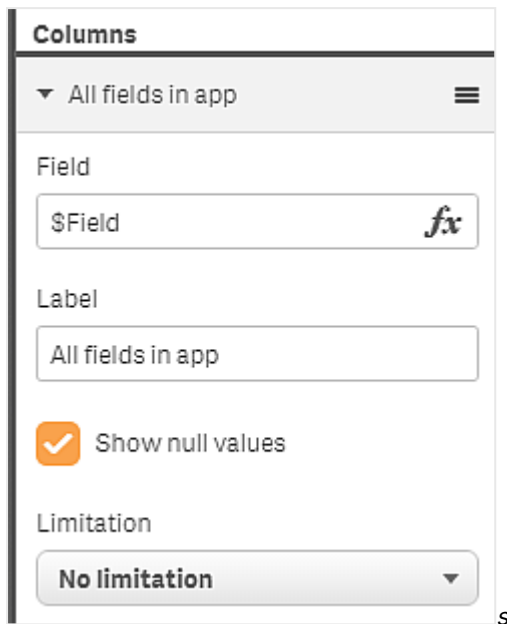 Columns
All fields in app
Field
$Field fx
Label
All fields in app
Show null values
Limitation
No limitation
s